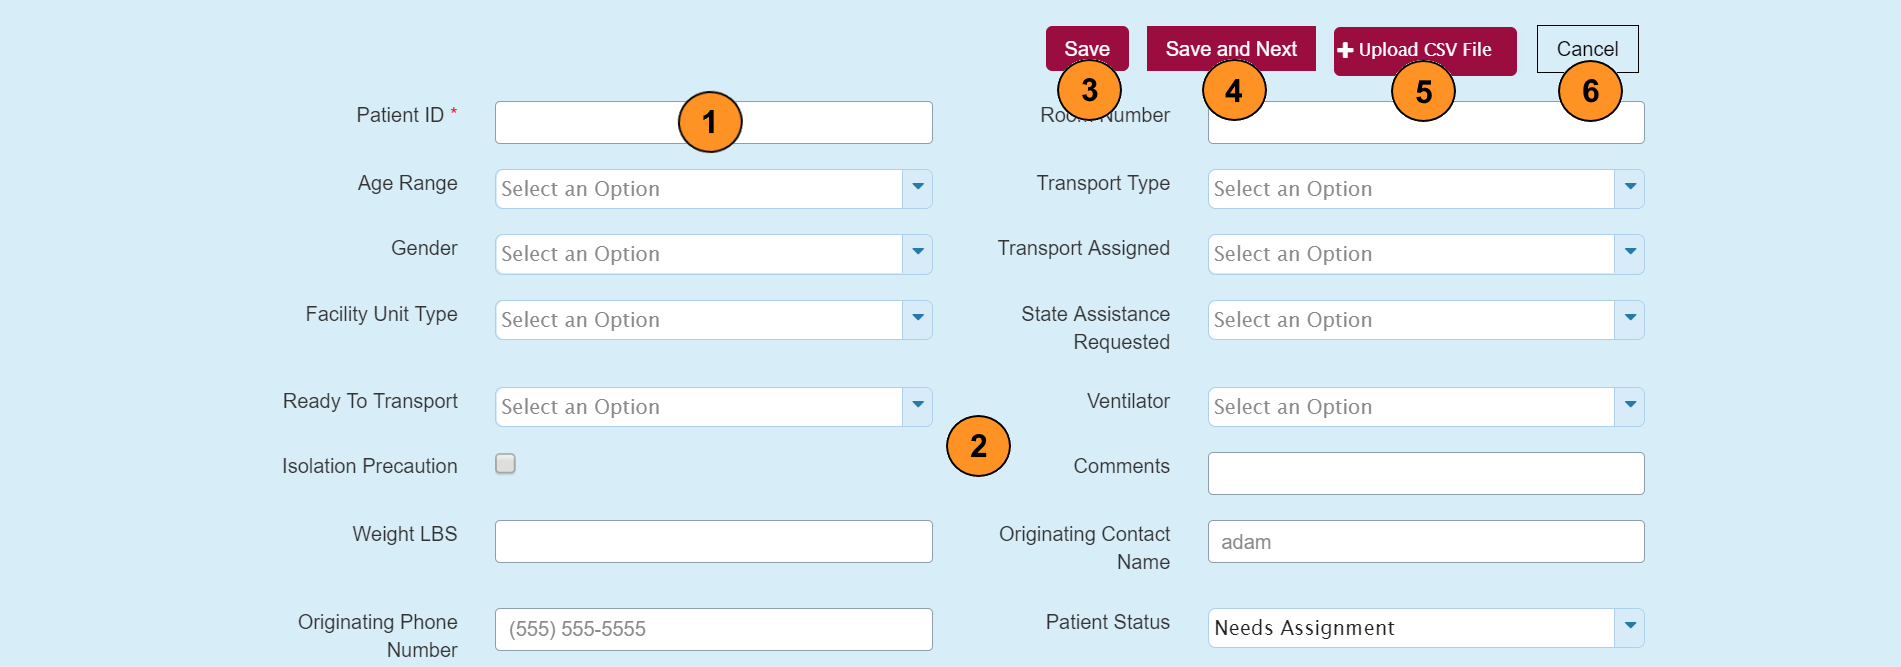 Save
Save and Next
Upload CSV File
Cancel
3
4
5
6
Patient ID *
1
Room Number
Age Range
Select an Option
Transport Type
Select an Option
Gender
Select an Option
Transport Assigned
Select an Option
Facility Unit Type
Select an Option
State Assistance
Requested
Select an Option
Ready To Transport
Select an Option
Ventilator
Select an Option
2
Isolation Precaution
Comments
Weight LBS
Originating Contact
Name
adam
Originating Phone
Number
(555) 555-5555
Patient Status
Needs Assignment